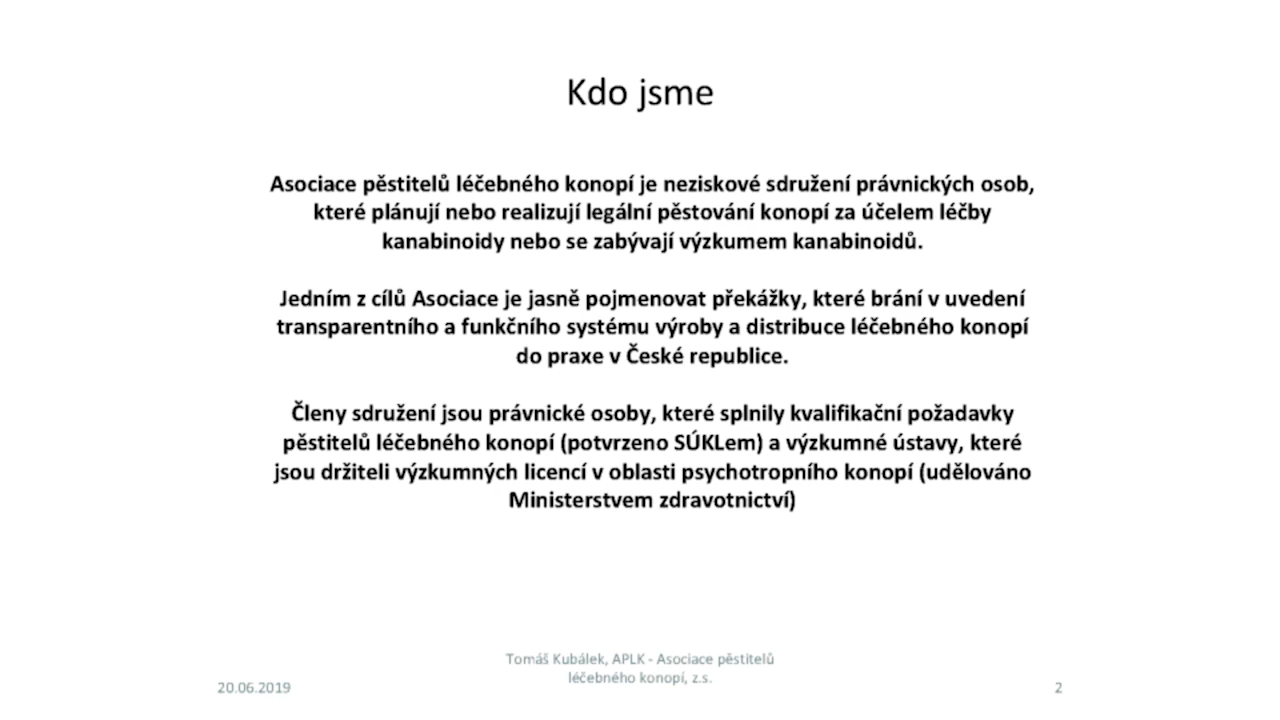 Kdo jsme
Asociace pěstitelů léčebného konopí je neziskové sdružení právnických osob,
které plánují nebo realizují legální pěstování konopí za účelem léčby
kanabinoidy nebo se zabývají výzkumem kanabinoidů.
Jedním z cílů Asociace je jasně pojmenovat překážky, které brání v uvedení
transparentního a funkčního systému výroby a distribuce léčebného konopí
do praxe v České republice.
Členy sdružení jsou právnické osoby, které splnily kvalifikační požadavky
pěstitelů léčebného konopí (potvrzeno SÚKLem) a výzkumné ústavy, které
jsou držiteli výzkumných licencí v oblasti psychotropního konopí (udělováno
Ministerstvem zdravotnictví)
Tomáš Kubálek, APLK - Asociace pěstitelů
léčebného konopí, z.s.
20.06.2019
2